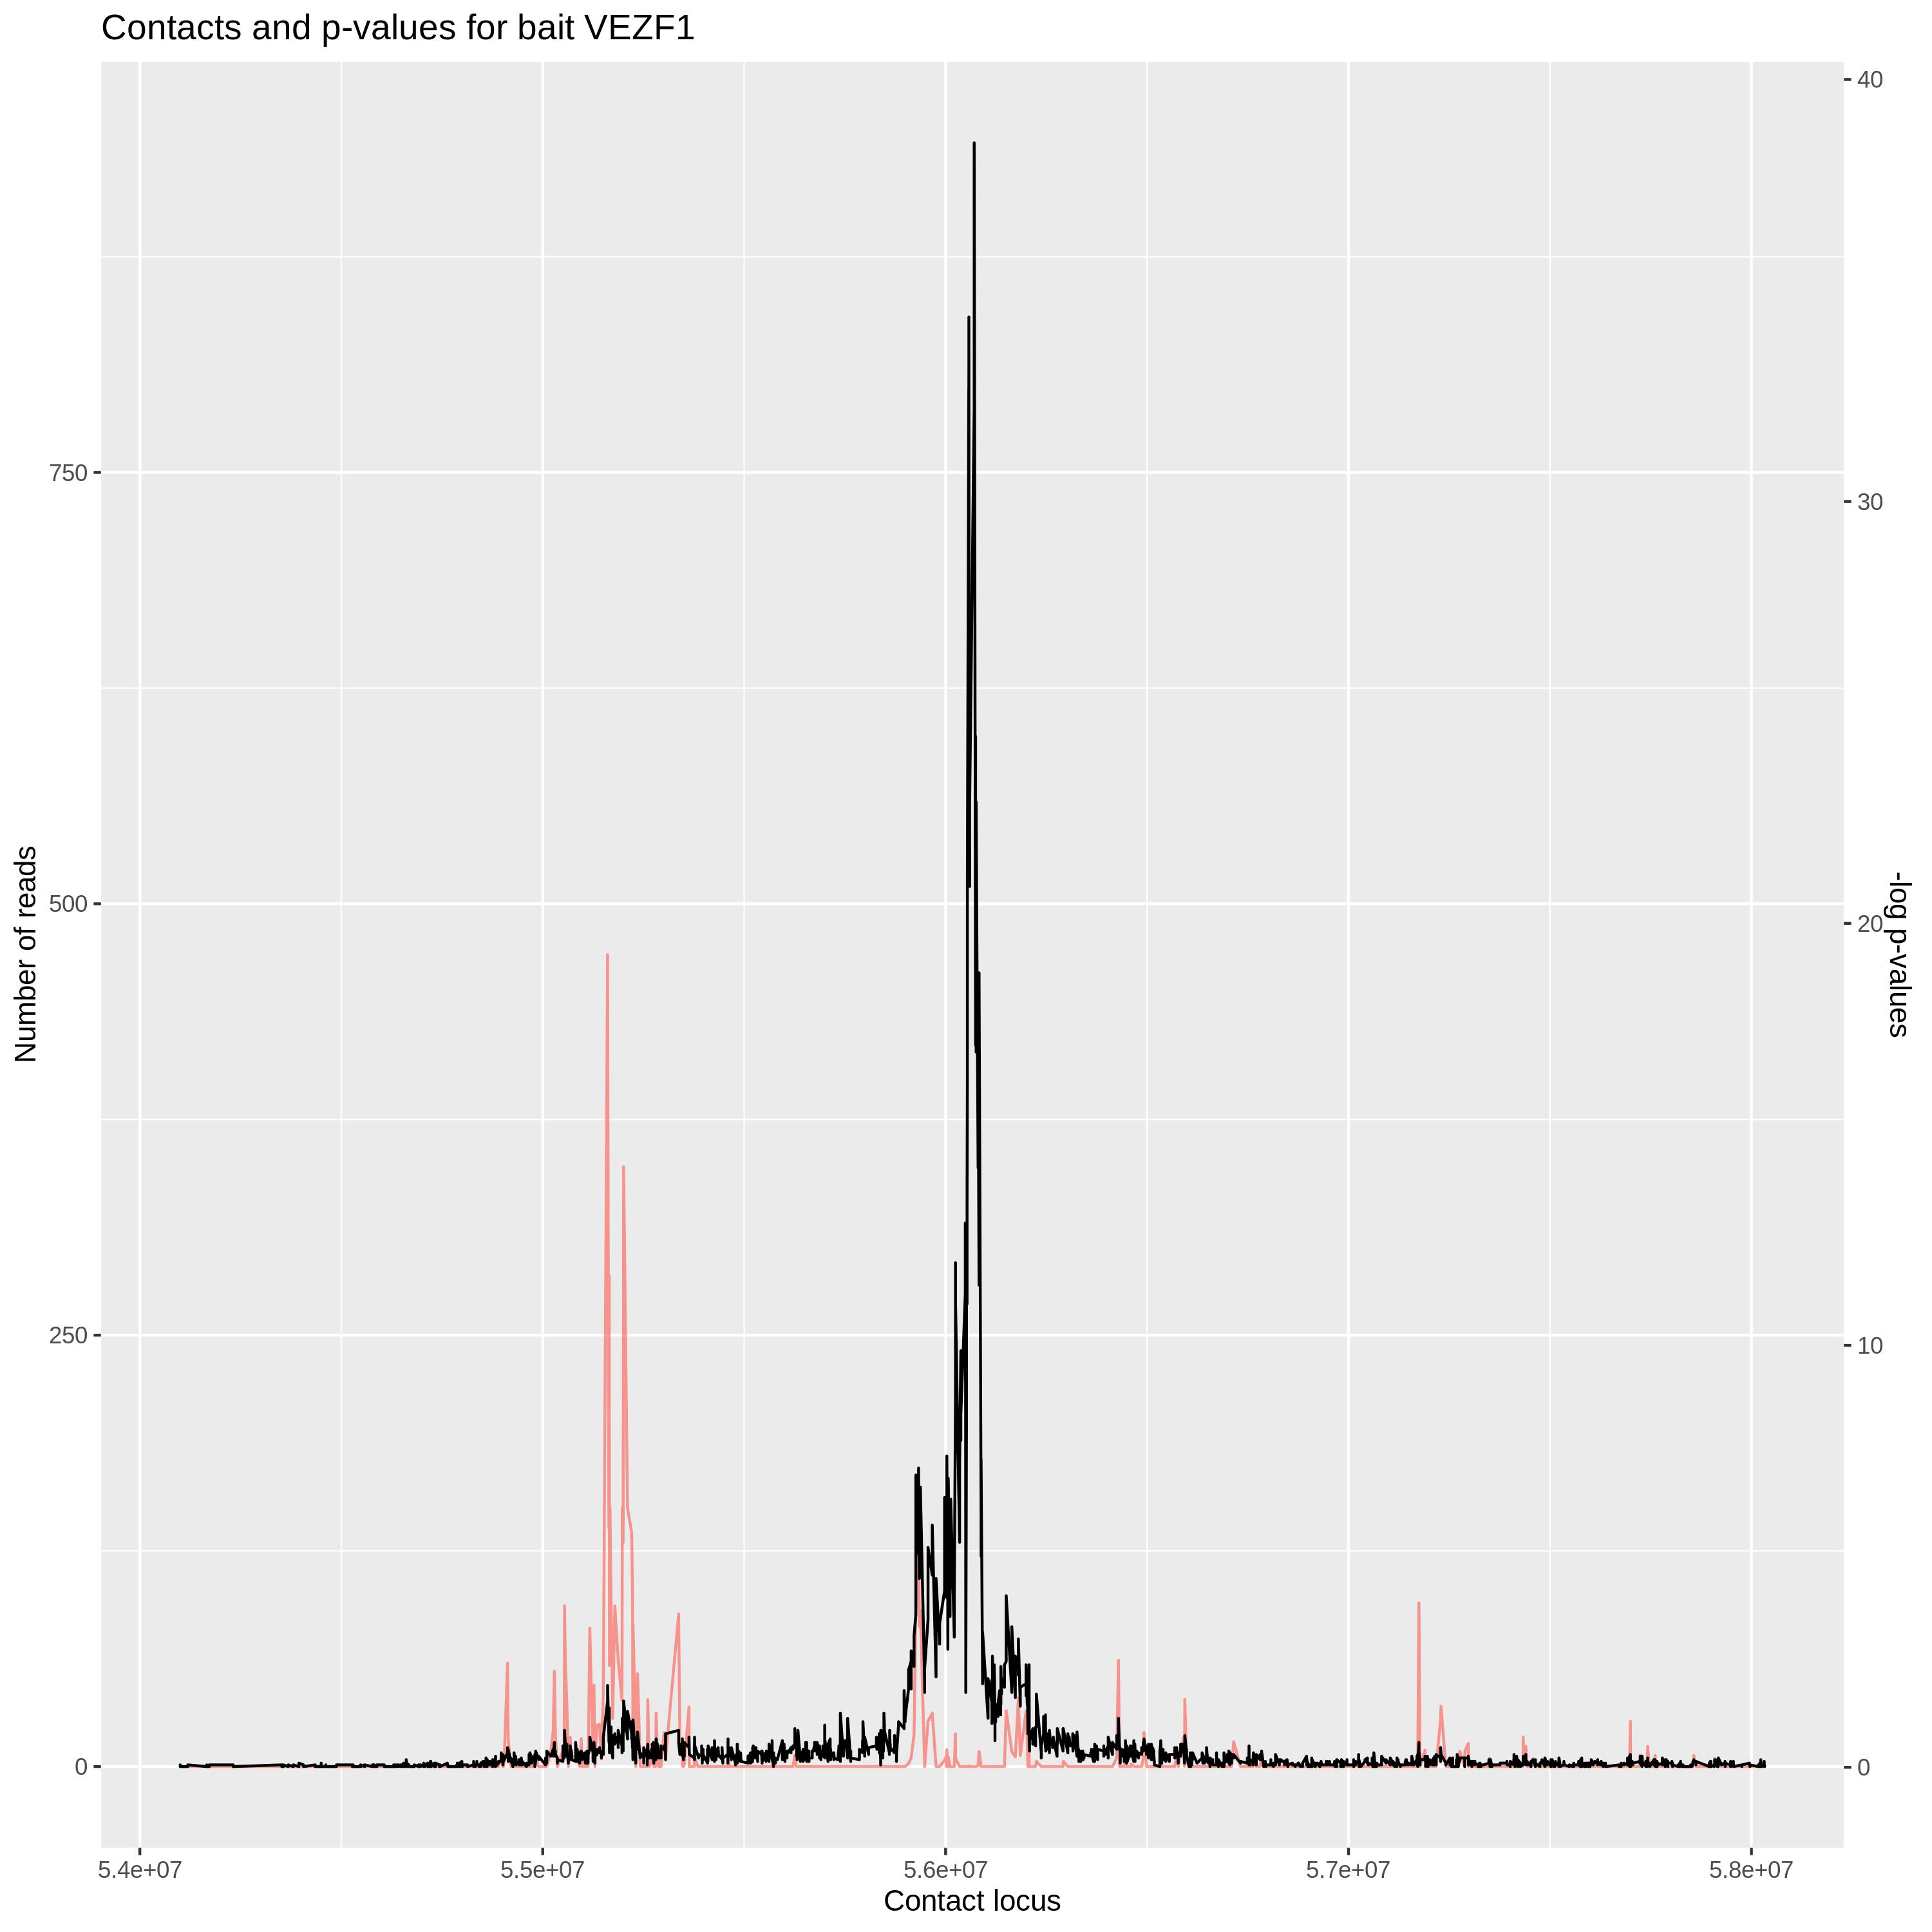 Contacts and p-values for bait VEZF1
40
750
30
Number of reads
500
20
-log p-values
250
10
0
0
5.4e+07
5.5e+07
5.6e+07
5.7e+07
5.8e+07
Contact locus